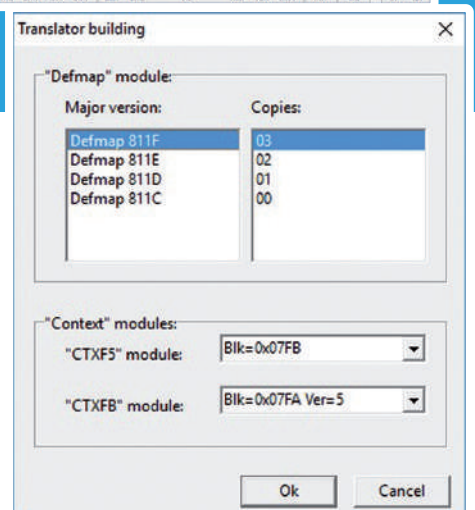 Translator building
"Defmap" module:
Major version: Copies:
Defmap 811F 03
Defmap 811E 02
Defmap 811D 01
Defmap 811C 00
"Context" modules:
"CTXF5" module: Blk=0x07FB
"CTXFB" module: Blk=0x07FA Ver=5
Ok Cancel